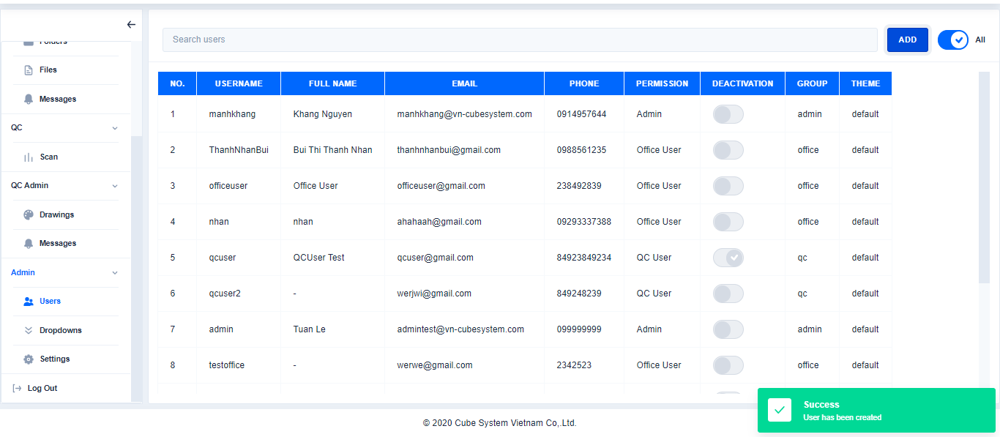 Folders
Files
Messages
QC
Scan
QC Admin
Drawings
Messages
Admin
Users
Dropdowns
Settings
Log Out
Search users
ADD
All
NO. USERNAME FULL NAME EMAIL PHONE PERMISSION DEACTIVATION GROUP THEME
1 manhkhang Khang Nguyen manhkhang@vn-cubesystem.com 0914957644 Admin admin default
2 ThanhNhanBui Bui Thi Thanh Nhan thanhnhanbui@gmail.com 0988561235 Office User office default
3 officeuser Office User officeuser@gmail.com 238492839 Office User office default
4 nhan nhan ahahaah@gmail.com 09293337388 Office User office default
5 qcuser QCUser Test qcuser@gmail.com 84923849234 QC User qc default
6 qcuser2 - werjwi@gmail.com 849248239 QC User qc default
7 admin Tuan Le admintest@vn-cubesystem.com 099999999 Admin admin default
8 testoffice - werwe@gmail.com 2342523 Office User office default
Success
User has been created
© 2020 Cube System Vietnam Co,.Ltd.